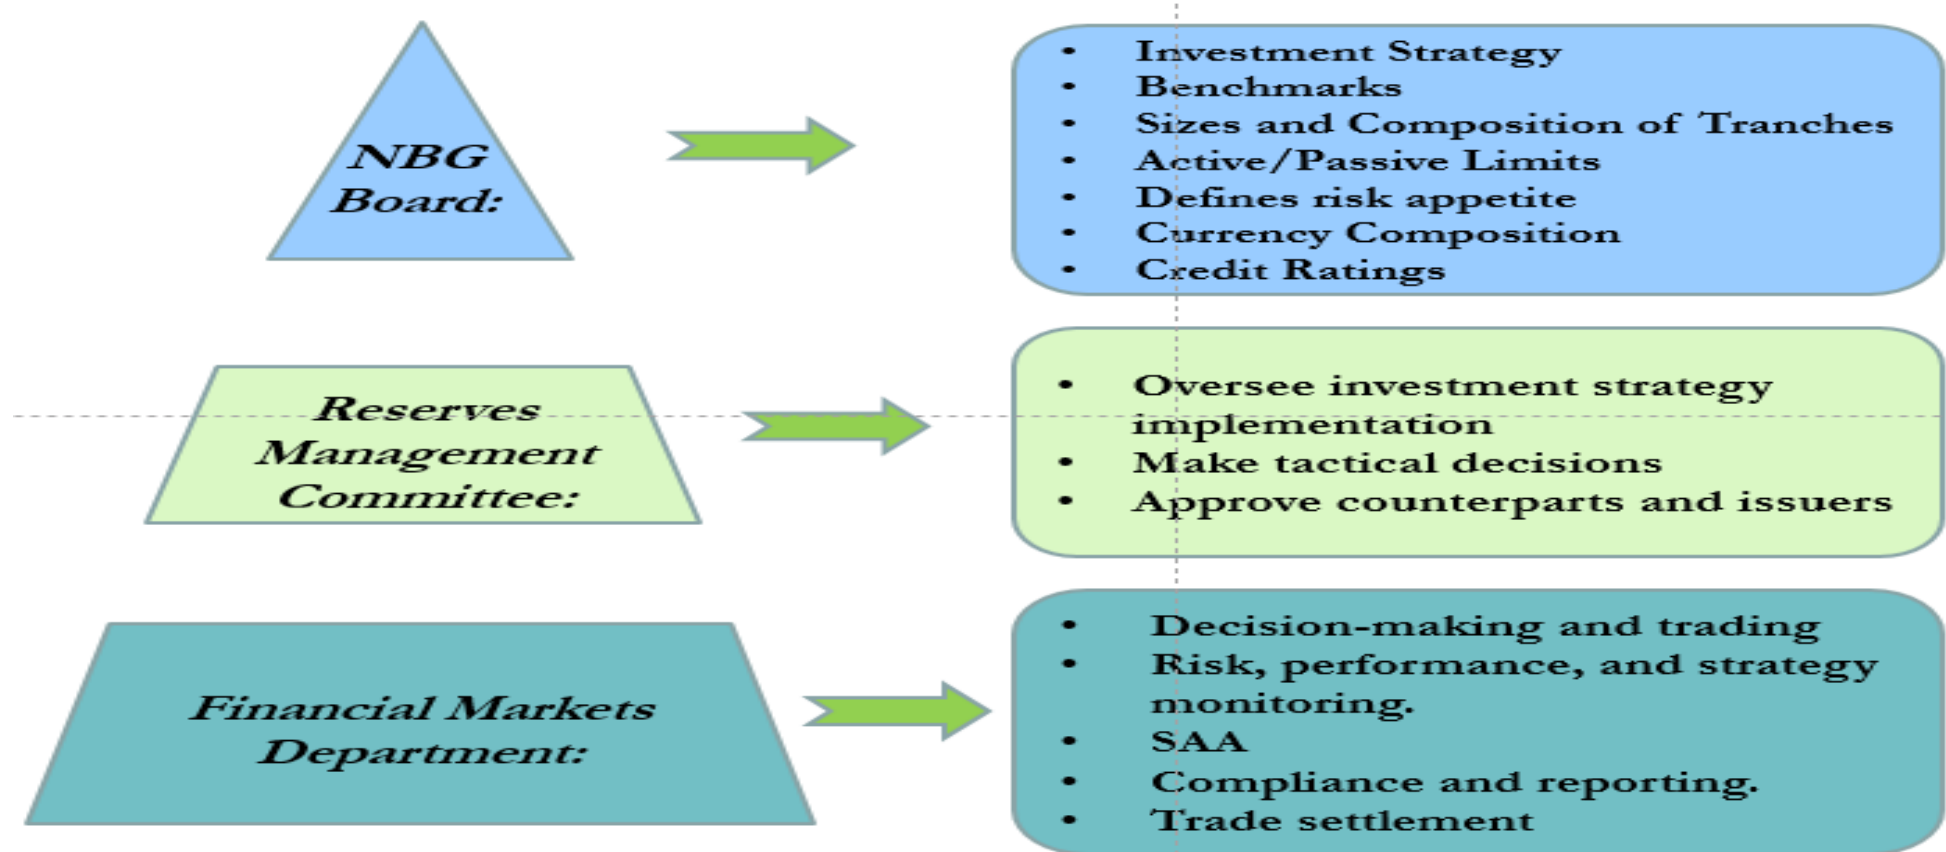 NBG
Board:
• Investment Strategy
• Benchmarks
• Sizes and Composition of Tranches
• Active/Passive Limits
• Defines risk appetite
• Currency Composition
• Credit Ratings
Reserves
Management
Committee:
• Oversee investment strategy
implementation
• Make tactical decisions
• Approve counterparts and issuers
Financial Markets
Department:
• Decision-making and trading
• Risk, performance, and strategy
monitoring.
• SAA
• Compliance and reporting.
• Trade settlement